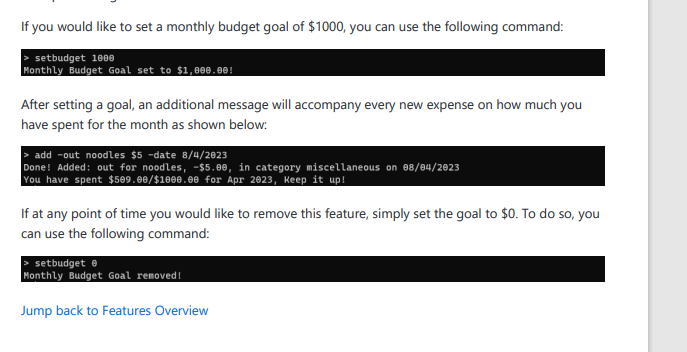 If you would like to set a monthly budget goal of $1000, you can use the following command:
> setbudget 1000
Monthly Budget Goal set to $1,000.00!
After setting a goal, an additional message will accompany every new expense on how much you
have spent for the month as shown below:
> add -out noodles $5 -date 8/4/2023
Done! Added: out for noodles, -$5.00, in category miscellaneous on 08/04/2023
You have spent $509.00/$1000.00 for Apr 2023, Keep it up!
If at any point of time you would like to remove this feature, simply set the goal to $0. To do so, you
can use the following command:
> setbudget 0
Monthly Budget Goal removed!
Jump back to Features Overview